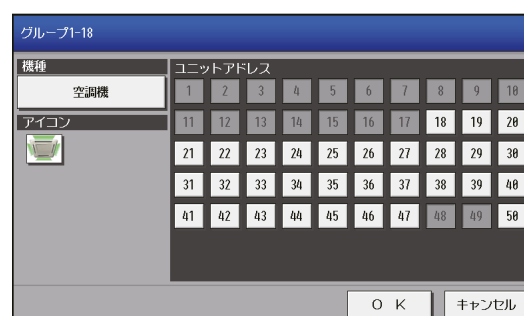 グループ1-18
機種
空調機
アイコン
ユニットアドレス
1 2 3 4 5 6 7 8 9 10
11 12 13 14 15 16 17 18 19 20
21 22 23 24 25 26 27 28 29 30
31 32 33 34 35 36 37 38 39 40
41 42 43 44 45 46 47 48 49 50
O K キャンセル